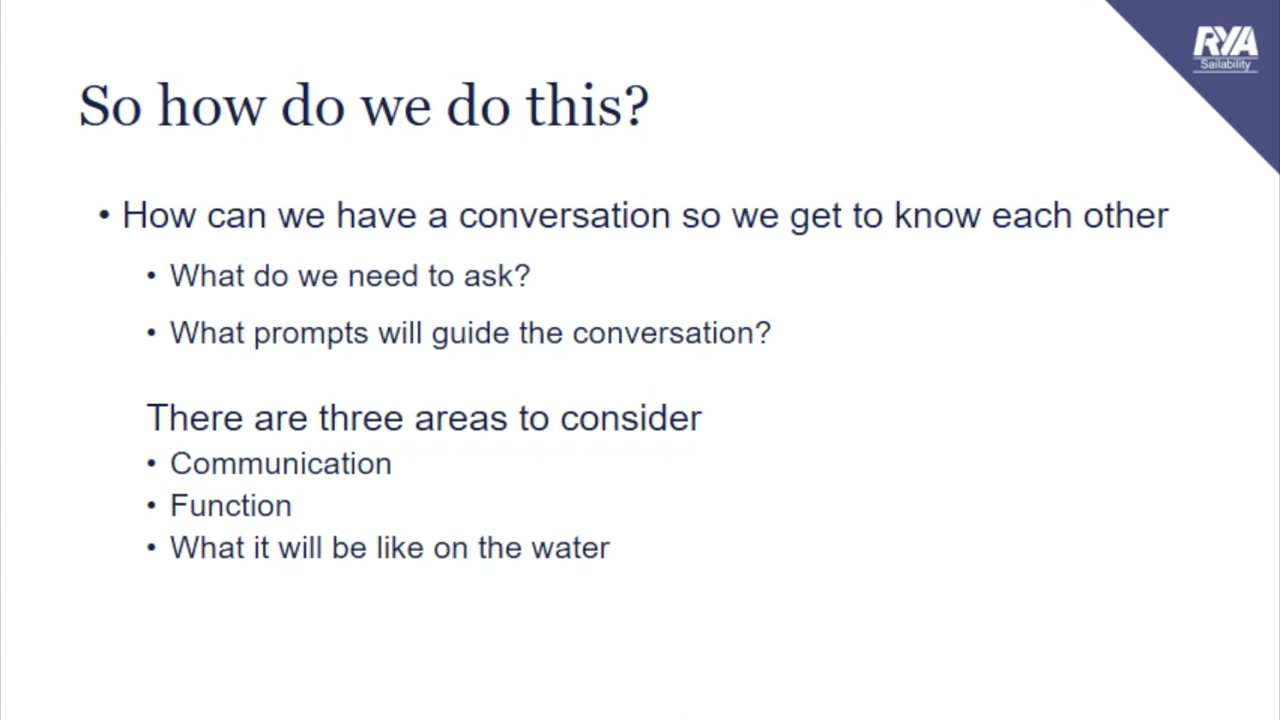 RYA
Sailability
So how do we do this?
• How can we have a conversation so we get to know each other
• What do we need to ask?
• What prompts will guide the conversation?
There are three areas to consider
• Communication
• Function
• What it will be like on the water